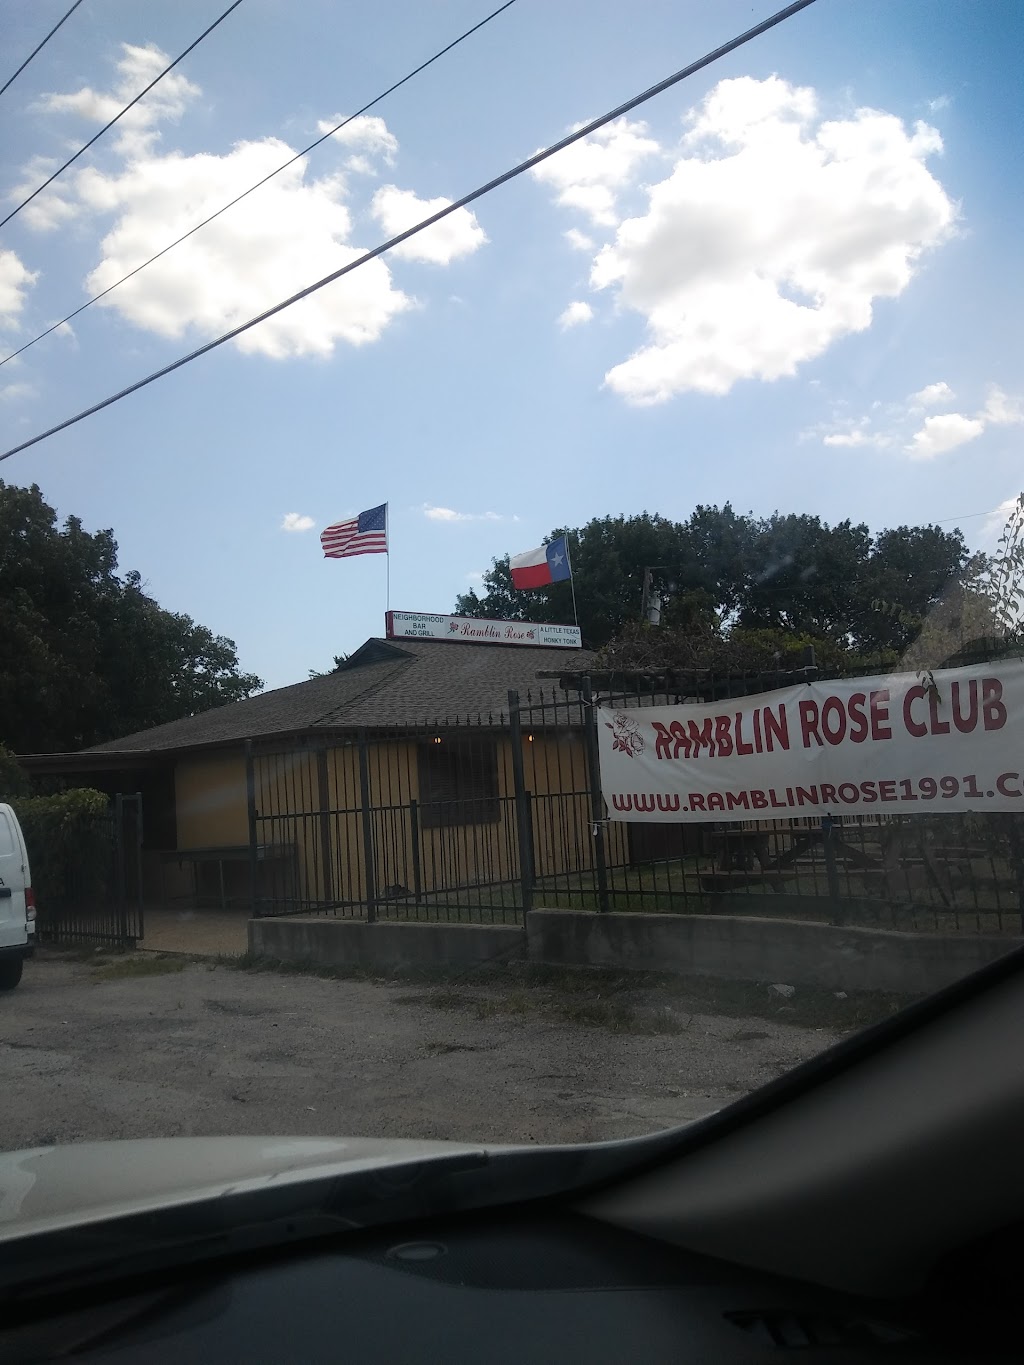 NEIGHBORHOOD
BAR
AND GRILL
Ramblin Rose
A LITTLE TEXAS
HONKY TONK
RAMBLIN ROSE CLUB
WWW.RAMBLINROSE1991.C